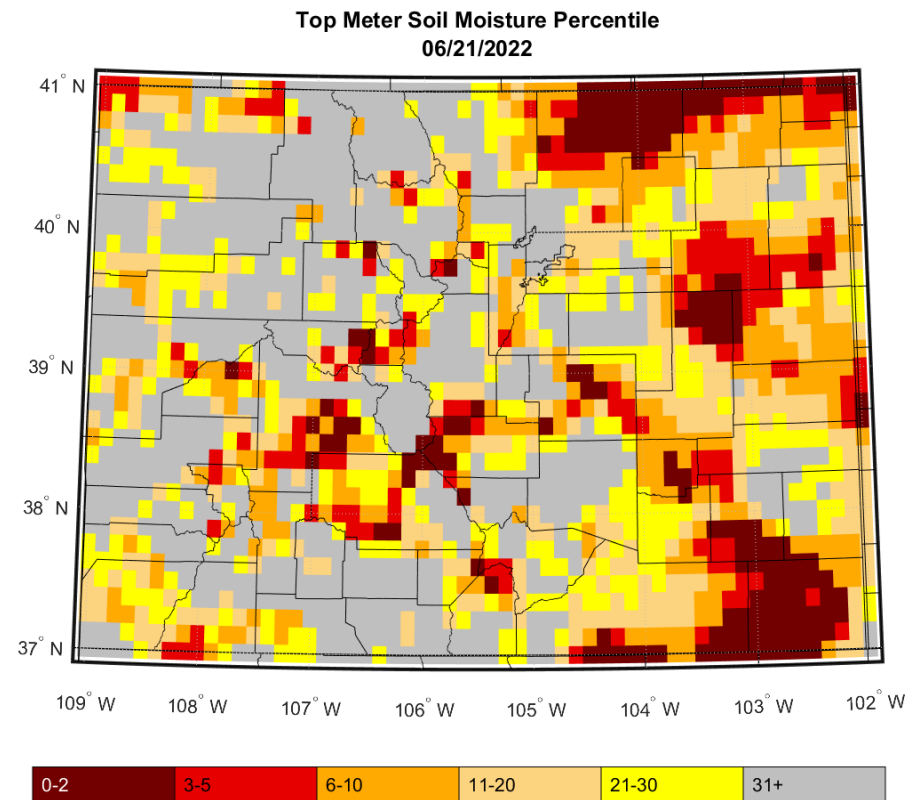 Top Meter Soil Moisture Percentile
06/21/2022
41° N
40° N
39° N
38° N
37° N
109° W 108° W 107° W 106° W 105° W 104° W 103° W 102° W
0-2 3-5 6-10 11-20 21-30 31+